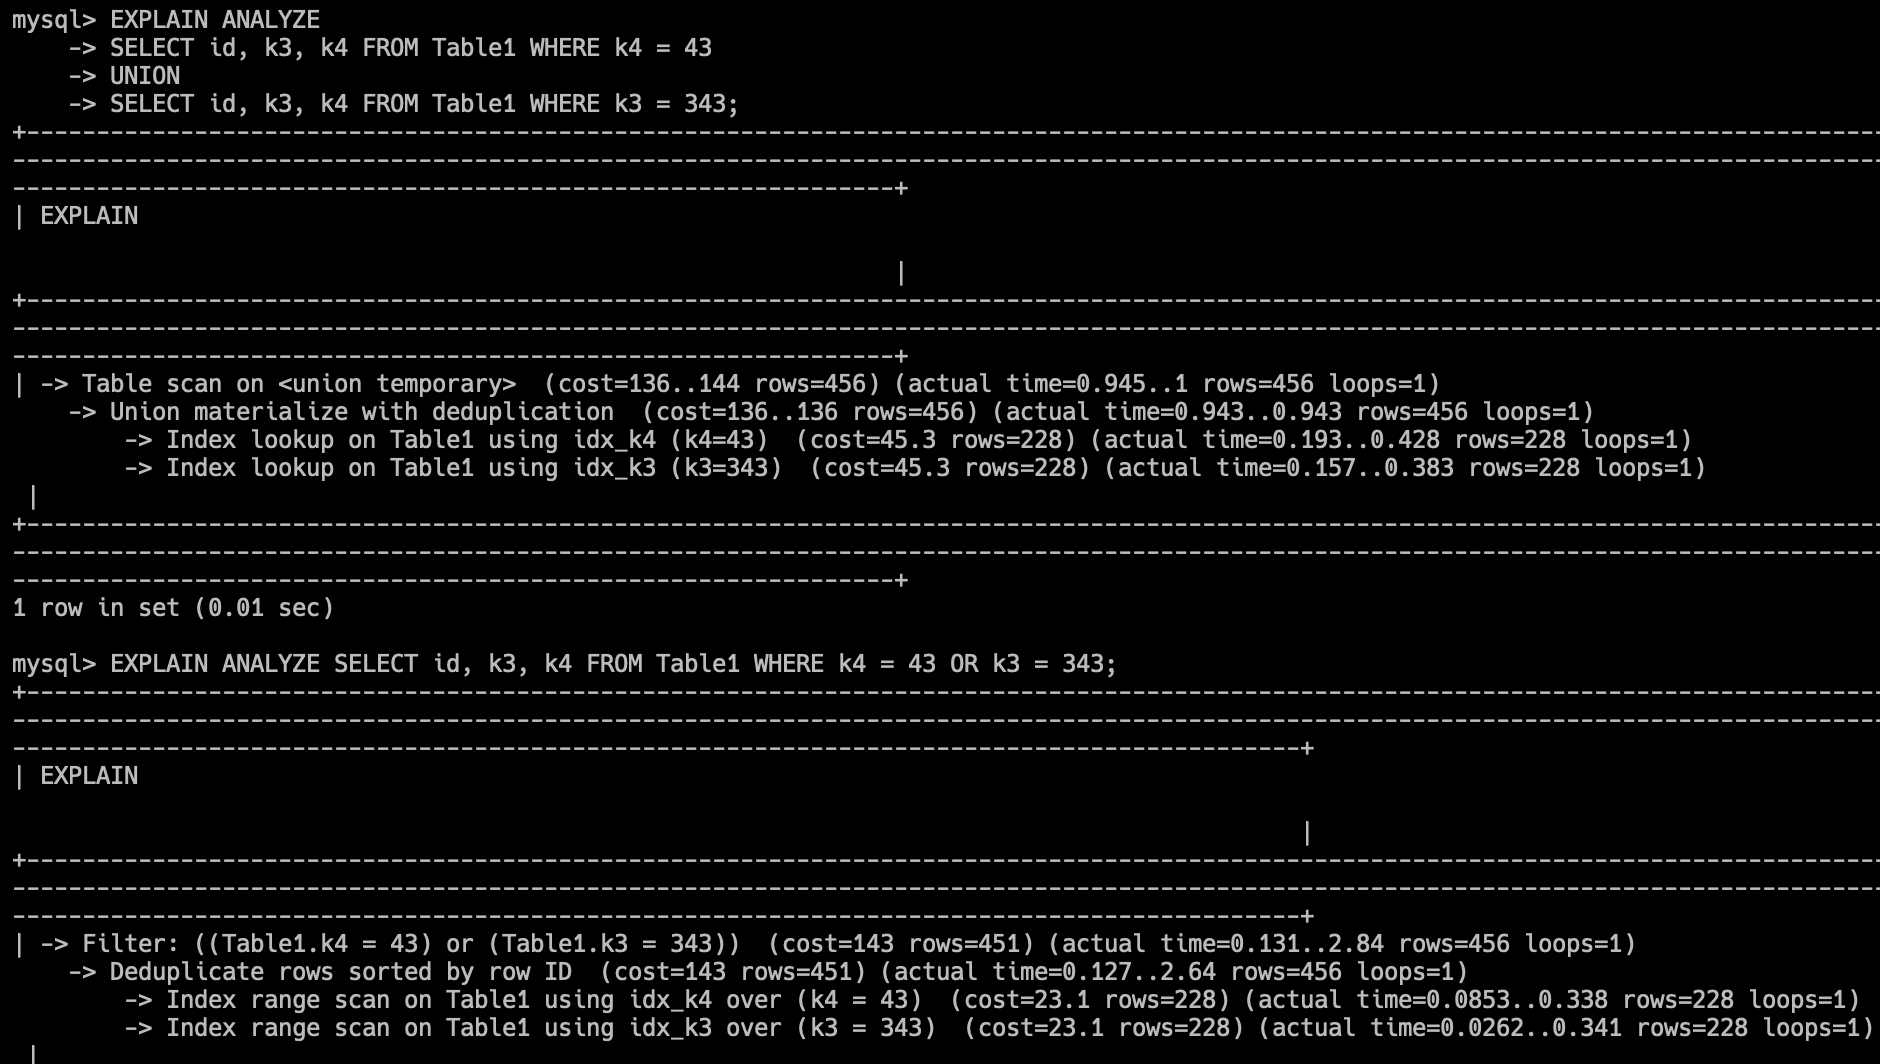 mysql> EXPLAIN ANALYZE
    -> SELECT id, k3, k4 FROM Table1 WHERE k4 = 43
    -> UNION
    -> SELECT id, k3, k4 FROM Table1 WHERE k3 = 343;
+-------------------------------------------------------------------------------------------------------------------------------------
--------------------------------------------------------------------------------------------------------------------------------------
---------------------------------------------------------------+
| EXPLAIN
                                                               |
+-------------------------------------------------------------------------------------------------------------------------------------
--------------------------------------------------------------------------------------------------------------------------------------
---------------------------------------------------------------+
| -> Table scan on <union temporary>  (cost=136..144 rows=456) (actual time=0.945..1 rows=456 loops=1)
    -> Union materialize with deduplication  (cost=136..136 rows=456) (actual time=0.943..0.943 rows=456 loops=1)
        -> Index lookup on Table1 using idx_k4 (k4=43)  (cost=45.3 rows=228) (actual time=0.193..0.428 rows=228 loops=1)
        -> Index lookup on Table1 using idx_k3 (k3=343)  (cost=45.3 rows=228) (actual time=0.157..0.383 rows=228 loops=1)
 |
+-------------------------------------------------------------------------------------------------------------------------------------
--------------------------------------------------------------------------------------------------------------------------------------
---------------------------------------------------------------+
1 row in set (0.01 sec)
mysql> EXPLAIN ANALYZE SELECT id, k3, k4 FROM Table1 WHERE k4 = 43 OR k3 = 343;
+-------------------------------------------------------------------------------------------------------------------------------------
--------------------------------------------------------------------------------------------------------------------------------------
--------------------------------------------------------------------------------------------+
| EXPLAIN
                                                                                            |
+-------------------------------------------------------------------------------------------------------------------------------------
--------------------------------------------------------------------------------------------------------------------------------------
--------------------------------------------------------------------------------------------+
| -> Filter: ((Table1.k4 = 43) or (Table1.k3 = 343))  (cost=143 rows=451) (actual time=0.131..2.84 rows=456 loops=1)
    -> Deduplicate rows sorted by row ID  (cost=143 rows=451) (actual time=0.127..2.64 rows=456 loops=1)
        -> Index range scan on Table1 using idx_k4 over (k4 = 43)  (cost=23.1 rows=228) (actual time=0.0853..0.338 rows=228 loops=1)
        -> Index range scan on Table1 using idx_k3 over (k3 = 343)  (cost=23.1 rows=228) (actual time=0.0262..0.341 rows=228 loops=1)
 |